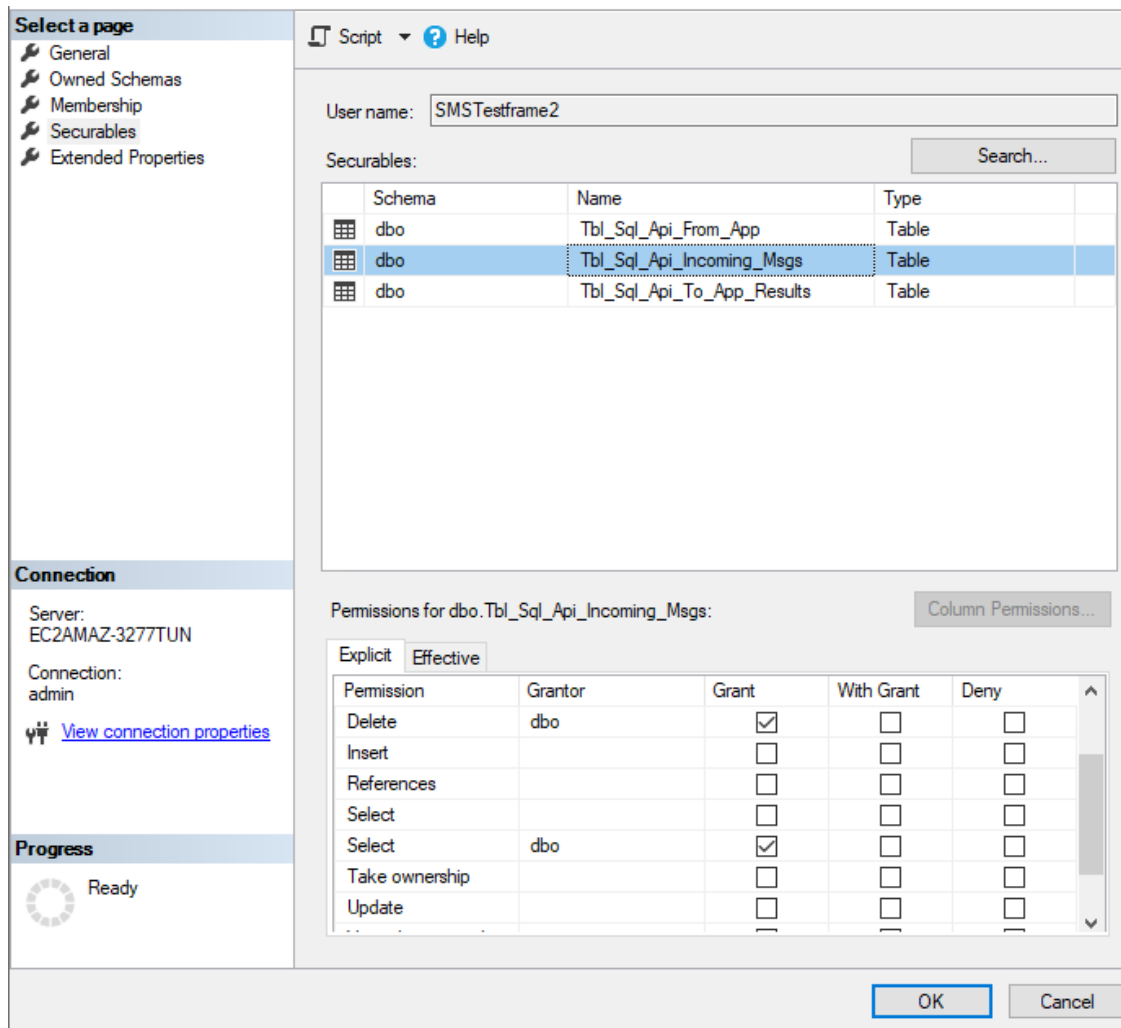 Select a page
General
Owned Schemas
Membership
Securables
Extended Properties
Script Help
User name: SMSTestframe2
Securables: Search...
Schema Name Type
dbo Tbl_Sql_Api_From_App Table
dbo Tbl_Sql_Api_Incoming_Msgs Table
dbo Tbl_Sql_Api_To_App_Results Table
Connection
Server:
EC2AMAZ-3277TUN
Connection:
admin
View connection properties
Progress
Ready
Permissions for dbo.Tbl_Sql_Api_Incoming_Msgs: Column Permissions...
Explicit Effective
Permission Grantor Grant With Grant Deny
Delete dbo
Insert
References
Select
Select dbo
Take ownership
Update
OK Cancel